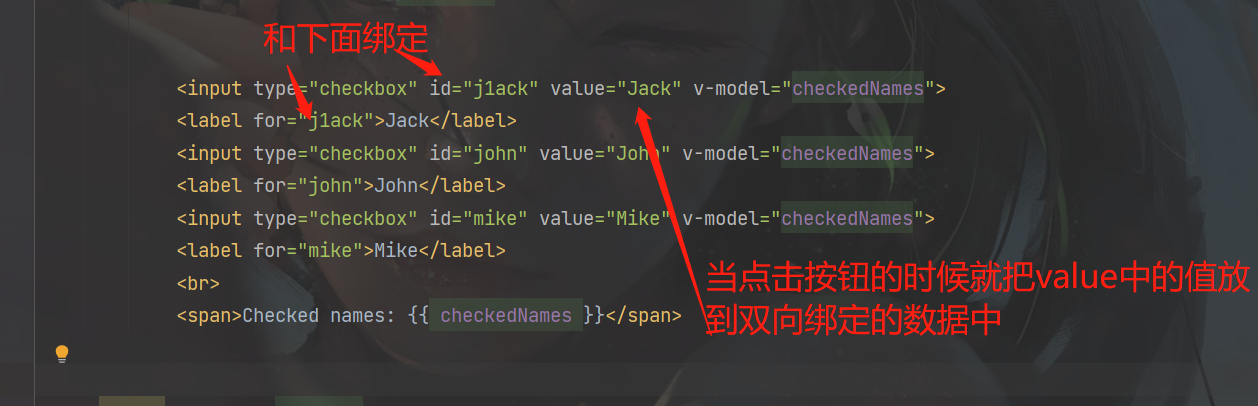 和下面绑定
<input type="checkbox" id="j1ack" value="Jack" v-model="checkedNames">
<label for="j1ack">Jack</label>
<input type="checkbox" id="john" value="John" v-model="checkedNames">
<label for="john">John</label>
<input type="checkbox" id="mike" value="Mike" v-model="checkedNames">
<label for="mike">Mike</label>
<br>
<span>Checked names: {{ checkedNames }}</span>
当点击按钮的时候就把value中的值放
到双向绑定的数据中